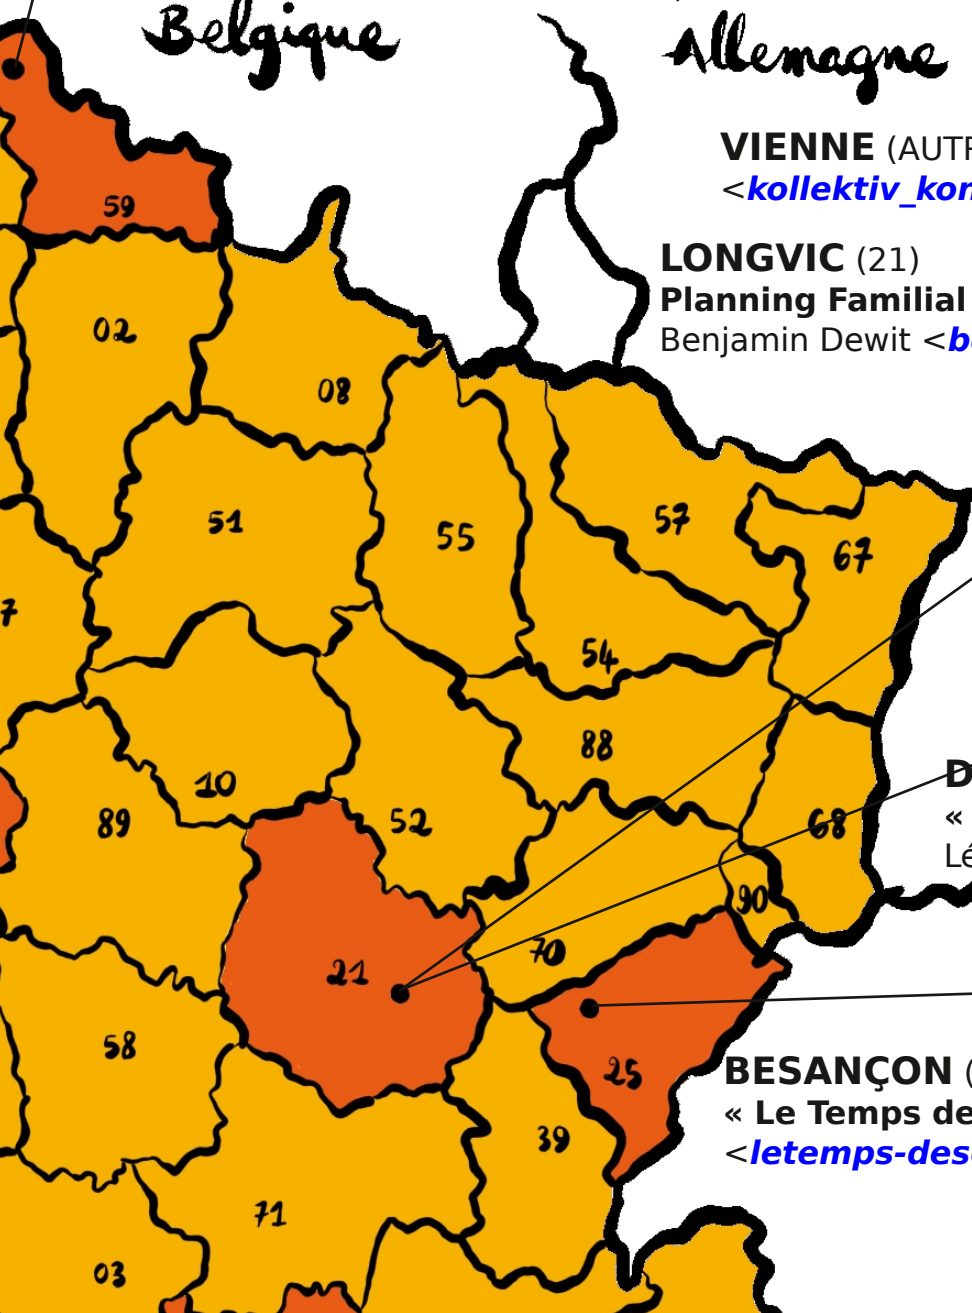 Belgique
Allemagne
VIENNE (AUTR
<kollektiv_kon
59
LONGVIC (21)
Planning Familial
Benjamin Dewit <b
02
08
51
55
57
67
7
54
88
10
52
89
68
D
«
Lé
90
70
21
58
25
BESANÇON (
« Le Temps de
<letemps-des
39
71
03